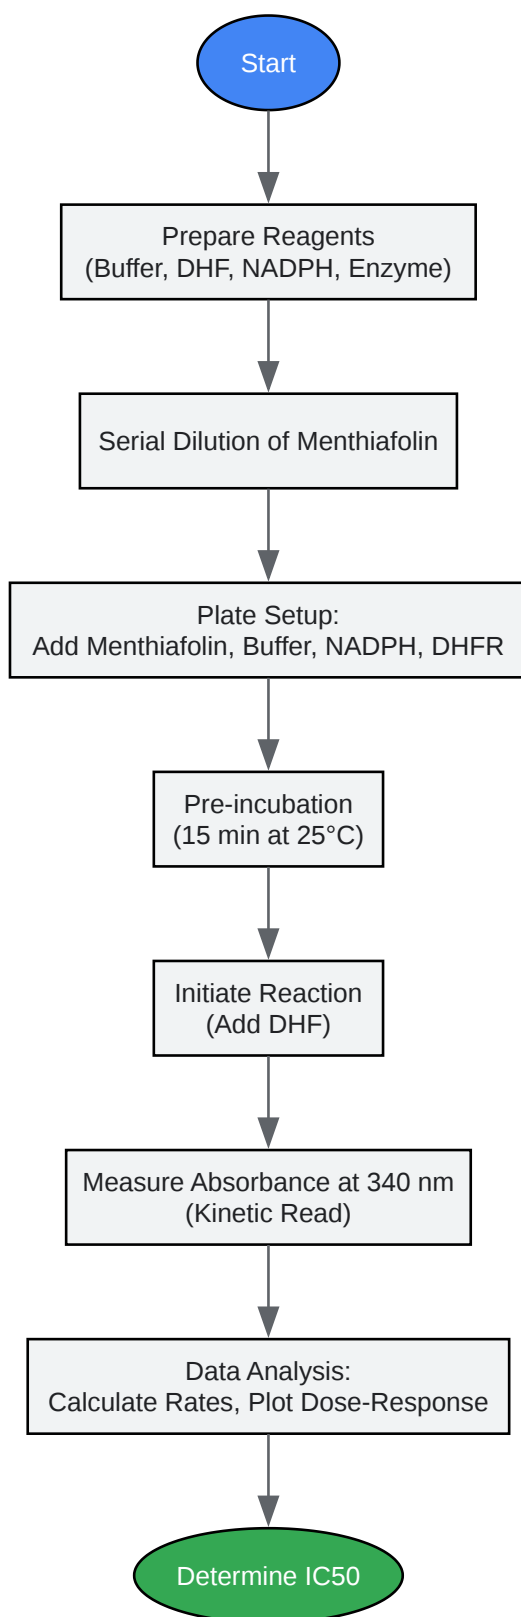 Start
Prepare Reagents
(Buffer, DHF, NADPH, Enzyme)
Serial Dilution of Menthiafolin
Plate Setup:
Add Menthiafolin, Buffer, NADPH, DHFR
Pre-incubation
(15 min at 25°C)
Initiate Reaction
(Add DHF)
Measure Absorbance at 340 nm
(Kinetic Read)
Data Analysis:
Calculate Rates, Plot Dose-Response
Determine IC50